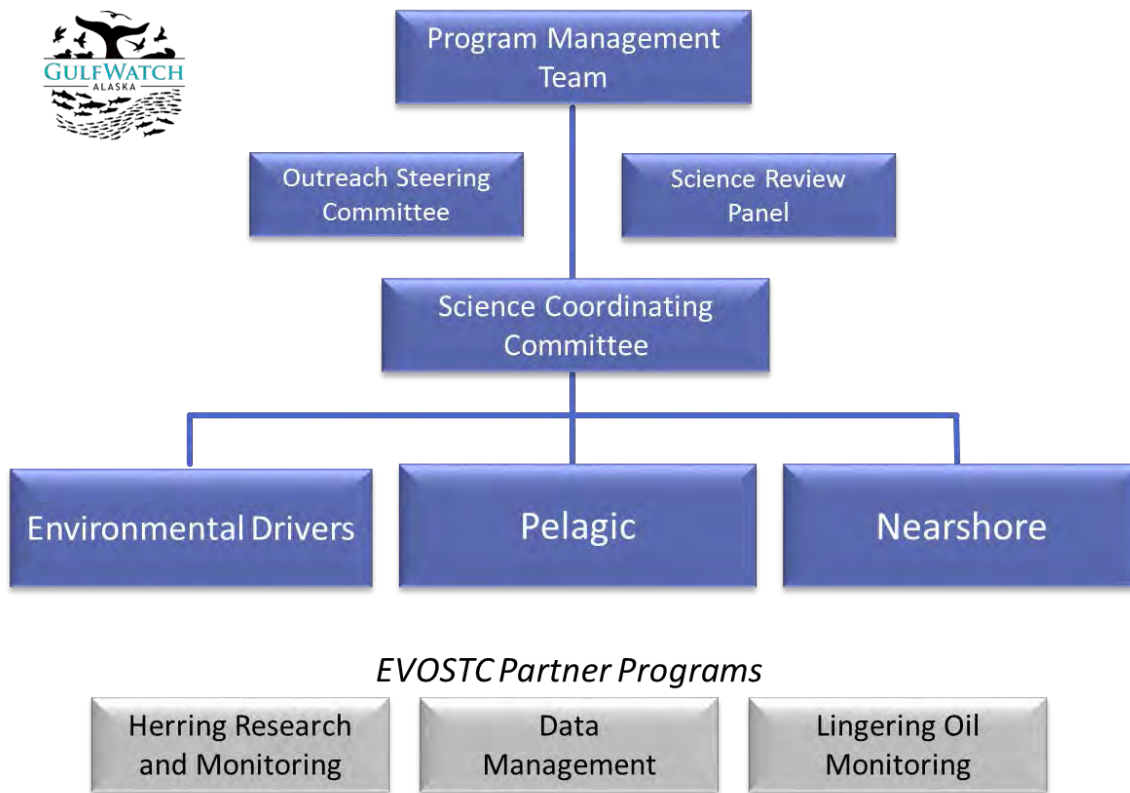 GULFWATCH
ALASKA
Program Management
Team
Outreach Steering
Committee
Science Review
Panel
Science Coordinating
Committee
Environmental Drivers
Pelagic
Nearshore
EVOSTC Partner Programs
Herring Research
and Monitoring
Data
Management
Lingering Oil
Monitoring